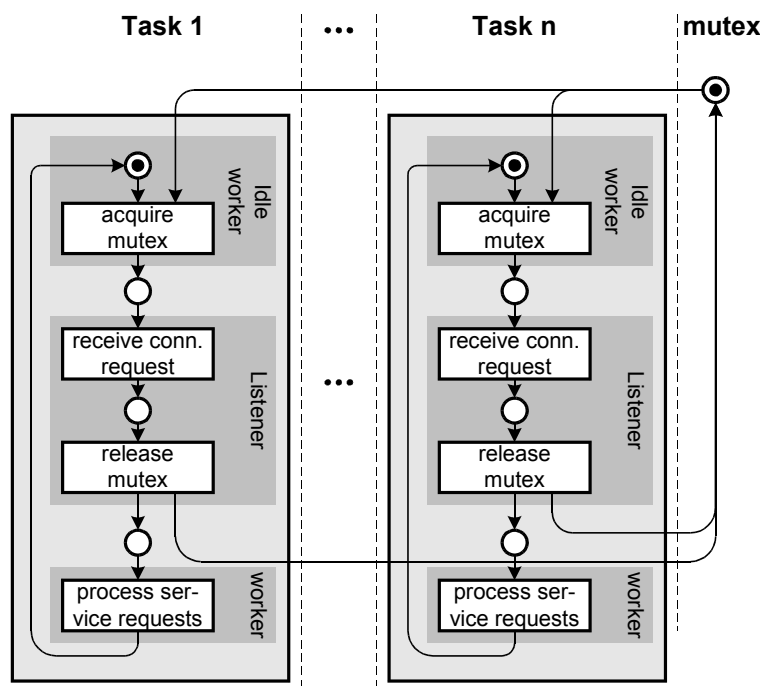 Task 1
...
Task n
mutex
Idle
worker
acquire
mutex
receive conn.
request
Listener
release
mutex
worker
process ser-
vice requests
...
Idle
worker
acquire
mutex
receive conn.
request
Listener
release
mutex
worker
process ser-
vice requests